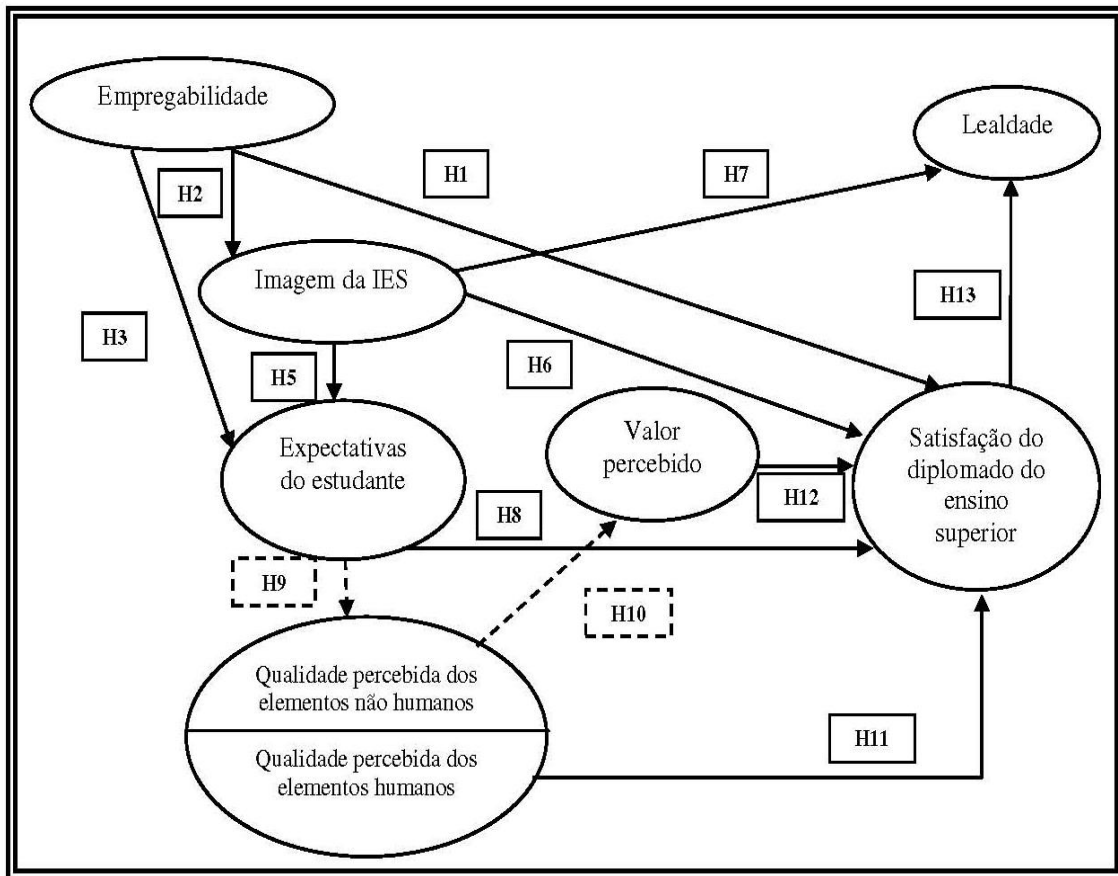 Empregabilidade
Lealdade
H1
H7
H2
Imagem da IES
H13
H3
H6
H5
Valor
percebido
Satisfação do
diplomado do
ensino
superior
Expectativas
do estudante
H12
H8
H9
H10
Qualidade percebida dos
elementos não humanos
H11
Qualidade percebida dos
elementos humanos